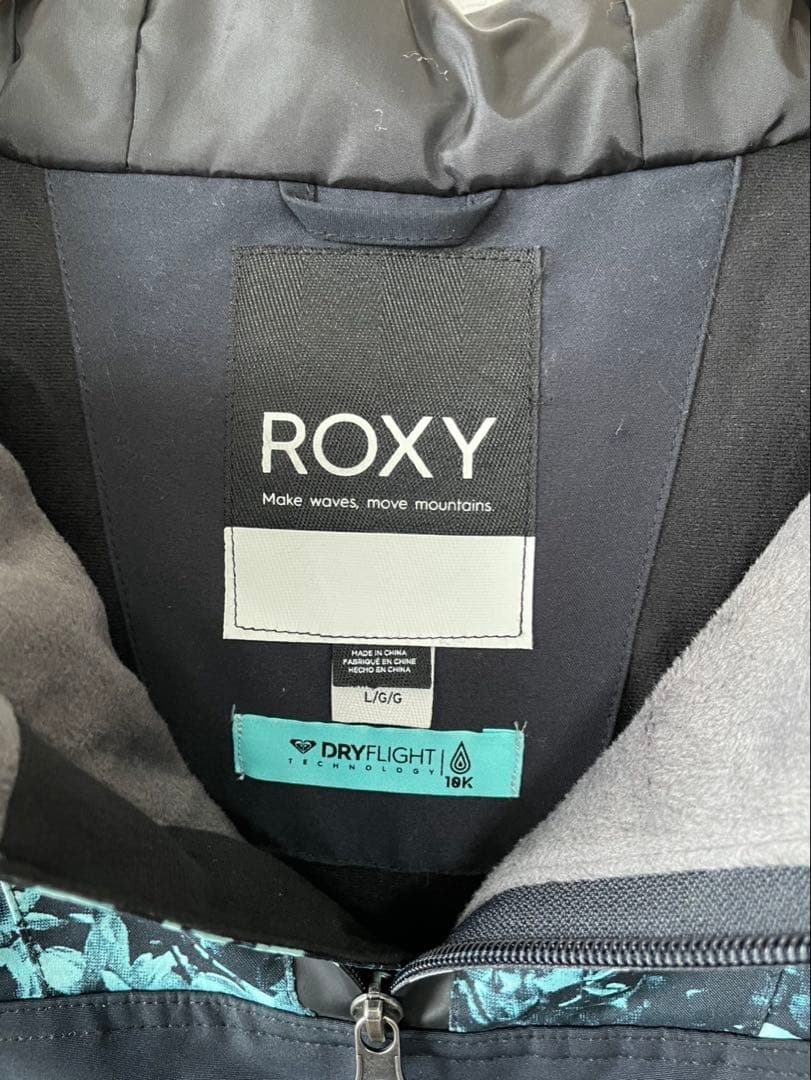 ROXY
Make waves, move mountains.
MADE IN CHINA
FABRIQUÉ EN CHINE
HECHO EN CHINA
L/G/G
DRYFLIGHT
TECHNOLOGY
10K